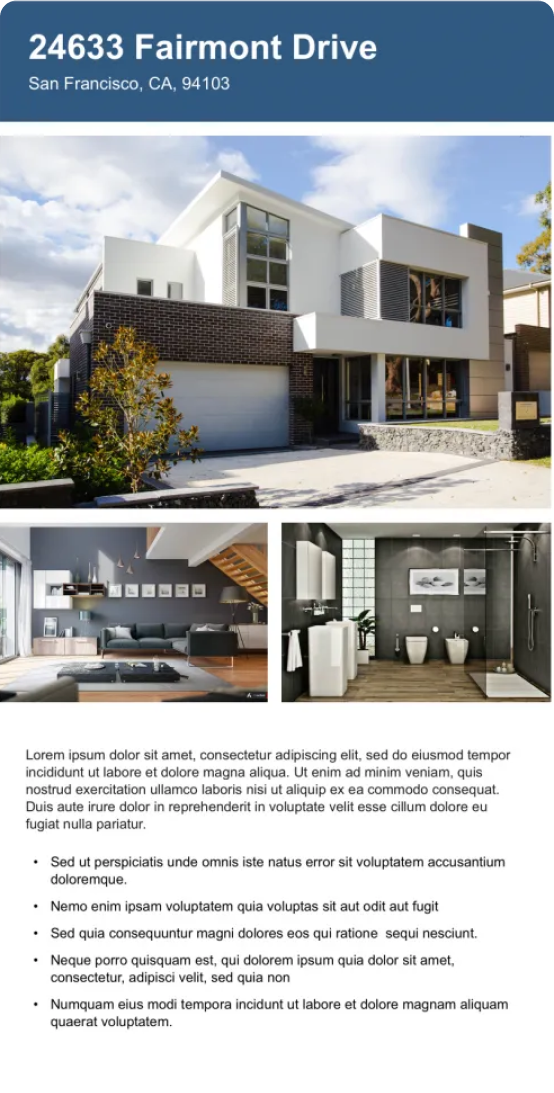 24633 Fairmont Drive
San Francisco, CA, 94103
Lorem ipsum dolor sit amet, consectetur adipiscing elit, sed do eiusmod tempor
incididunt ut labore et dolore magna aliqua. Ut enim ad minim veniam, quis
nostrud exercitation ullamco laboris nisi ut aliquip ex ea commodo consequat.
Duis aute irure dolor in reprehenderit in voluptate velit esse cillum dolore eu
fugiat nulla pariatur.
• Sed ut perspiciatis unde omnis iste natus error sit voluptatem accusantium
doloremque.
• Nemo enim ipsam voluptatem quia voluptas sit aut odit aut fugit
• Sed quia consequuntur magni dolores eos qui ratione  sequi nesciunt.
• Neque porro quisquam est, qui dolorem ipsum quia dolor sit amet,
consectetur, adipisci velit, sed quia non
• Numquam eius modi tempora incidunt ut labore et dolore magnam aliquam
quaerat voluptatem.